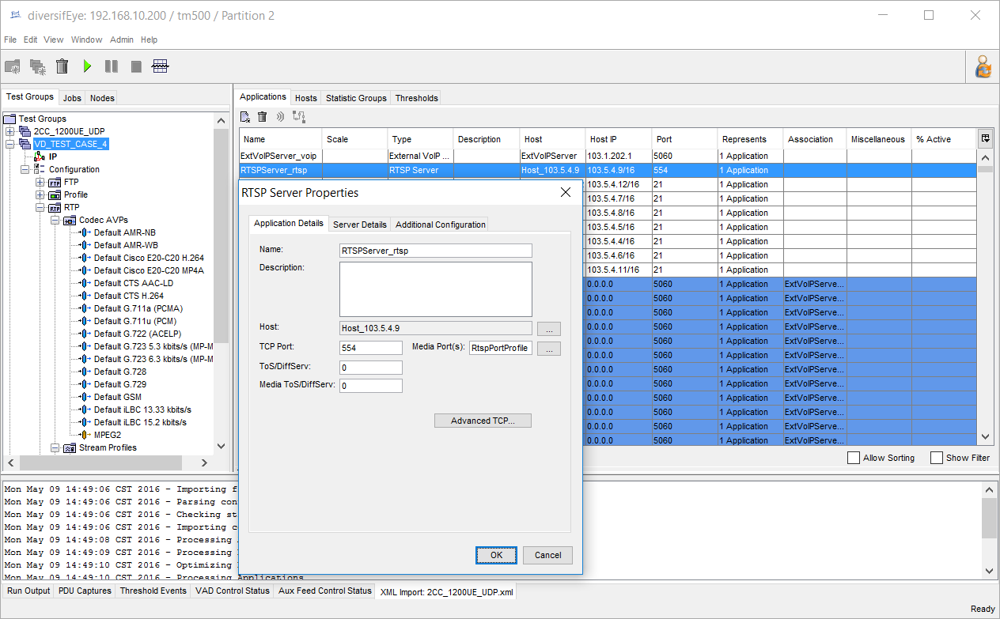 diversifEye: 192.168.10.200 / tm500 / Partition 2
File Edit View Window Admin Help
Test Groups Jobs Nodes
Test Groups
2CC_1200UE_UDP
VD_TEST_CASE_4
IP
Configuration
FTP
Profile
RTP
Codec AVPs
Default AMR-NB
Default AMR-WB
Default Cisco E20-C20 H.264
Default Cisco E20-C20 MP4A
Default CTS AAC-LD
Default CTS H.264
Default G.711a (PCMA)
Default G.711u (PCM)
Default G.722 (ACELP)
Default G.723 5.3 kbits/s (MP-M
Default G.723 6.3 kbits/s (MP-M
Default G.728
Default G.729
Default GSM
Default iLBC 13.33 kbits/s
Default iLBC 15.2 kbits/s
MPEG2
Stream Profiles
Applications Hosts Statistic Groups Thresholds
Name Scale Type Description Host Host IP Port Represents Association Miscellaneous % Active
ExtVoIPServer_voip External VoIP ... ExtVoIPServer 103.1.202.1 5060 1 Application
RTSPServer_rtsp RTSP Server Host_103.5.4.9 103.5.4.9/16 554 1 Application
103.5.4.12/16 21 1 Application
103.5.4.7/16 21 1 Application
103.5.4.8/16 21 1 Application
103.5.4.5/16 21 1 Application
103.5.4.4/16 21 1 Application
103.5.4.6/16 21 1 Application
103.5.4.11/16 21 1 Application
0.0.0.0 5060 1 Application ExtVoIPServe...
0.0.0.0 5060 1 Application ExtVoIPServe...
0.0.0.0 5060 1 Application ExtVoIPServe...
0.0.0.0 5060 1 Application ExtVoIPServe...
0.0.0.0 5060 1 Application ExtVoIPServe...
0.0.0.0 5060 1 Application ExtVoIPServe...
0.0.0.0 5060 1 Application ExtVoIPServe...
0.0.0.0 5060 1 Application ExtVoIPServe...
0.0.0.0 5060 1 Application ExtVoIPServe...
0.0.0.0 5060 1 Application ExtVoIPServe...
0.0.0.0 5060 1 Application ExtVoIPServe...
0.0.0.0 5060 1 Application ExtVoIPServe...
Allow Sorting Show Filter
RTSP Server Properties
Application Details Server Details Additional Configuration
Name: RTSPServer_rtsp
Description:
Host: Host_103.5.4.9 ...
TCP Port: 554 Media Port(s): RtspPortProfile ...
ToS/DiffServ: 0
Media ToS/DiffServ: 0
Advanced TCP...
OK Cancel
Mon May 09 14:49:06 CST 2016 - Importing f
Mon May 09 14:49:06 CST 2016 - Parsing con
Mon May 09 14:49:06 CST 2016 - Checking st
Mon May 09 14:49:06 CST 2016 - Importing c
Mon May 09 14:49:08 CST 2016 - Processing
Mon May 09 14:49:09 CST 2016 - Processing
Mon May 09 14:49:10 CST 2016 - Optimizing
Mon May 09 14:49:10 CST 2016 - Processing Applications
Run Output PDU Captures Threshold Events VAD Control Status Aux Feed Control Status XML Import: 2CC_1200UE_UDP.xml
Ready